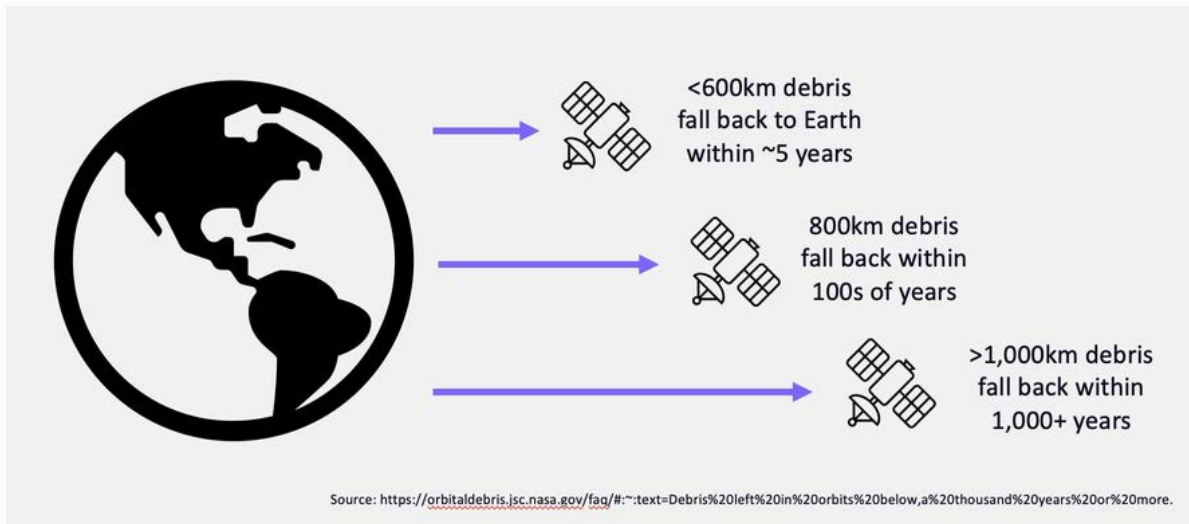 <600km debris
fall back to Earth
within ~5 years
800km debris
fall back within
100s of years
>1,000km debris
fall back within
1,000+ years
Source: https://orbitaldebris.jsc.nasa.gov/faq/#:~:text=Debris%20left%20in%20orbits%20below,a%20thousand%20years%20or%20more.